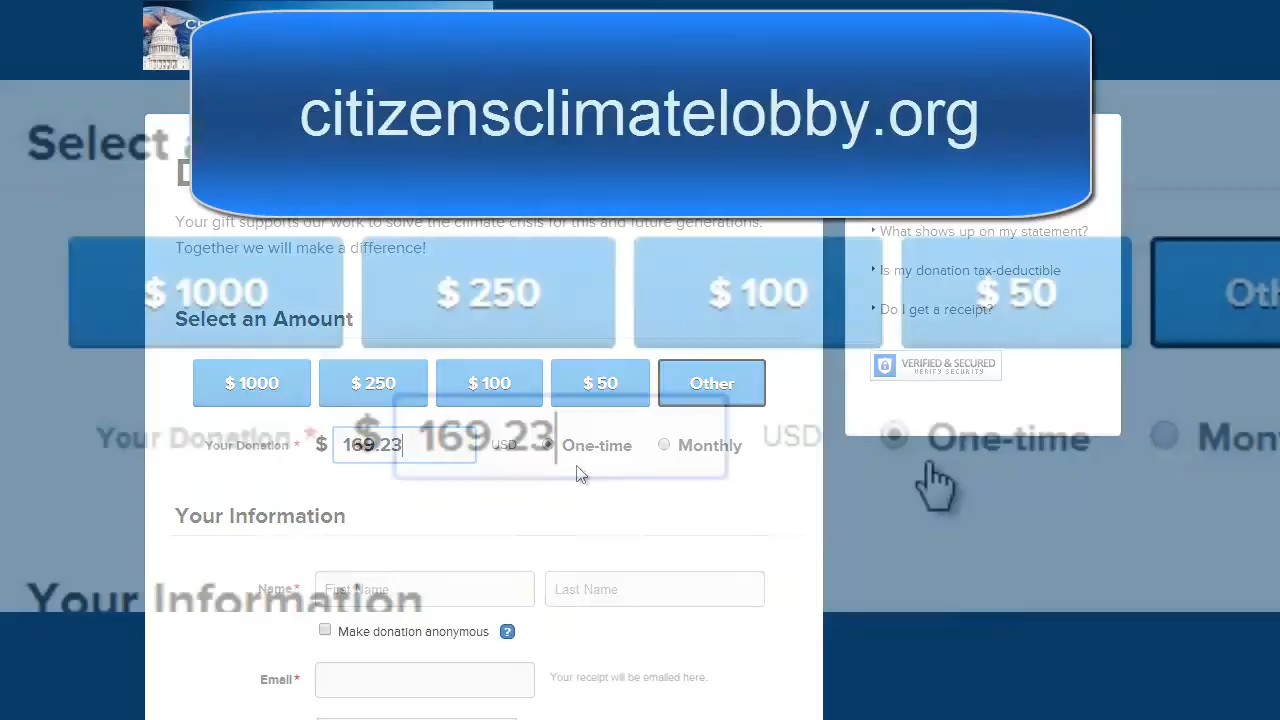 citizensclimatelobby.org
Select
Your gift supports our work to solve the climate crisis for this and future generations.
Together we will make a difference!
What shows up on my statement?
Is my donation tax-deductible
Do I get a receipt?
$ 1000
$ 250
$ 100
$ 50
Select an Amount
VERIFIED & SECURED
VERIFY SECURITY
$ 1000
$ 250
$ 100
$ 50
Other
Your Donation *
$ 169.23
USD
One-time
Your Donation *
$ 169.23
USD
One-time
Monthly
Your Information
Your Information
Name*
First Name
Last Name
Make donation anonymous
?
Email*
Your receipt will be emailed here.